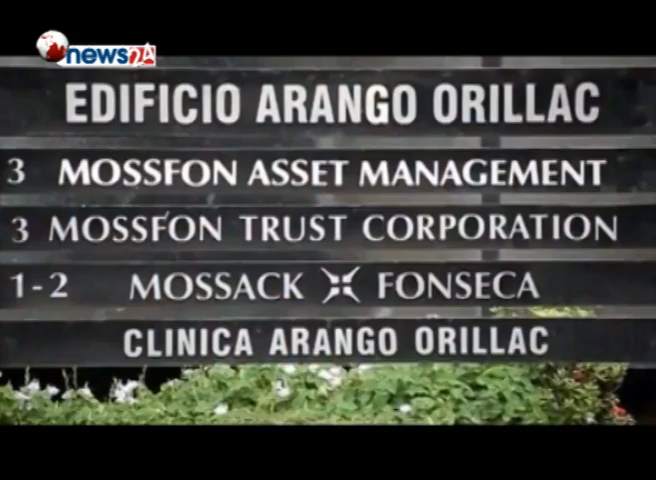 news24
EDIFICIO ARANGO ORILLAC
3 MOSSFON ASSET MANAGEMENT
3 MOSSFON TRUST CORPORATION
1-2 MOSSACK FONSECA
CLINICA ARANGO ORILLAC